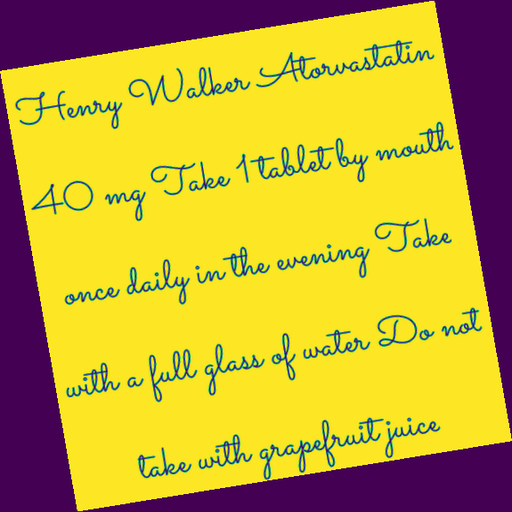 Henry Walker Atorvastatin
40 mg Take 1 tablet by mouth
once daily in the evening Take
with a full glass of water Do not
take with grapefruit juice